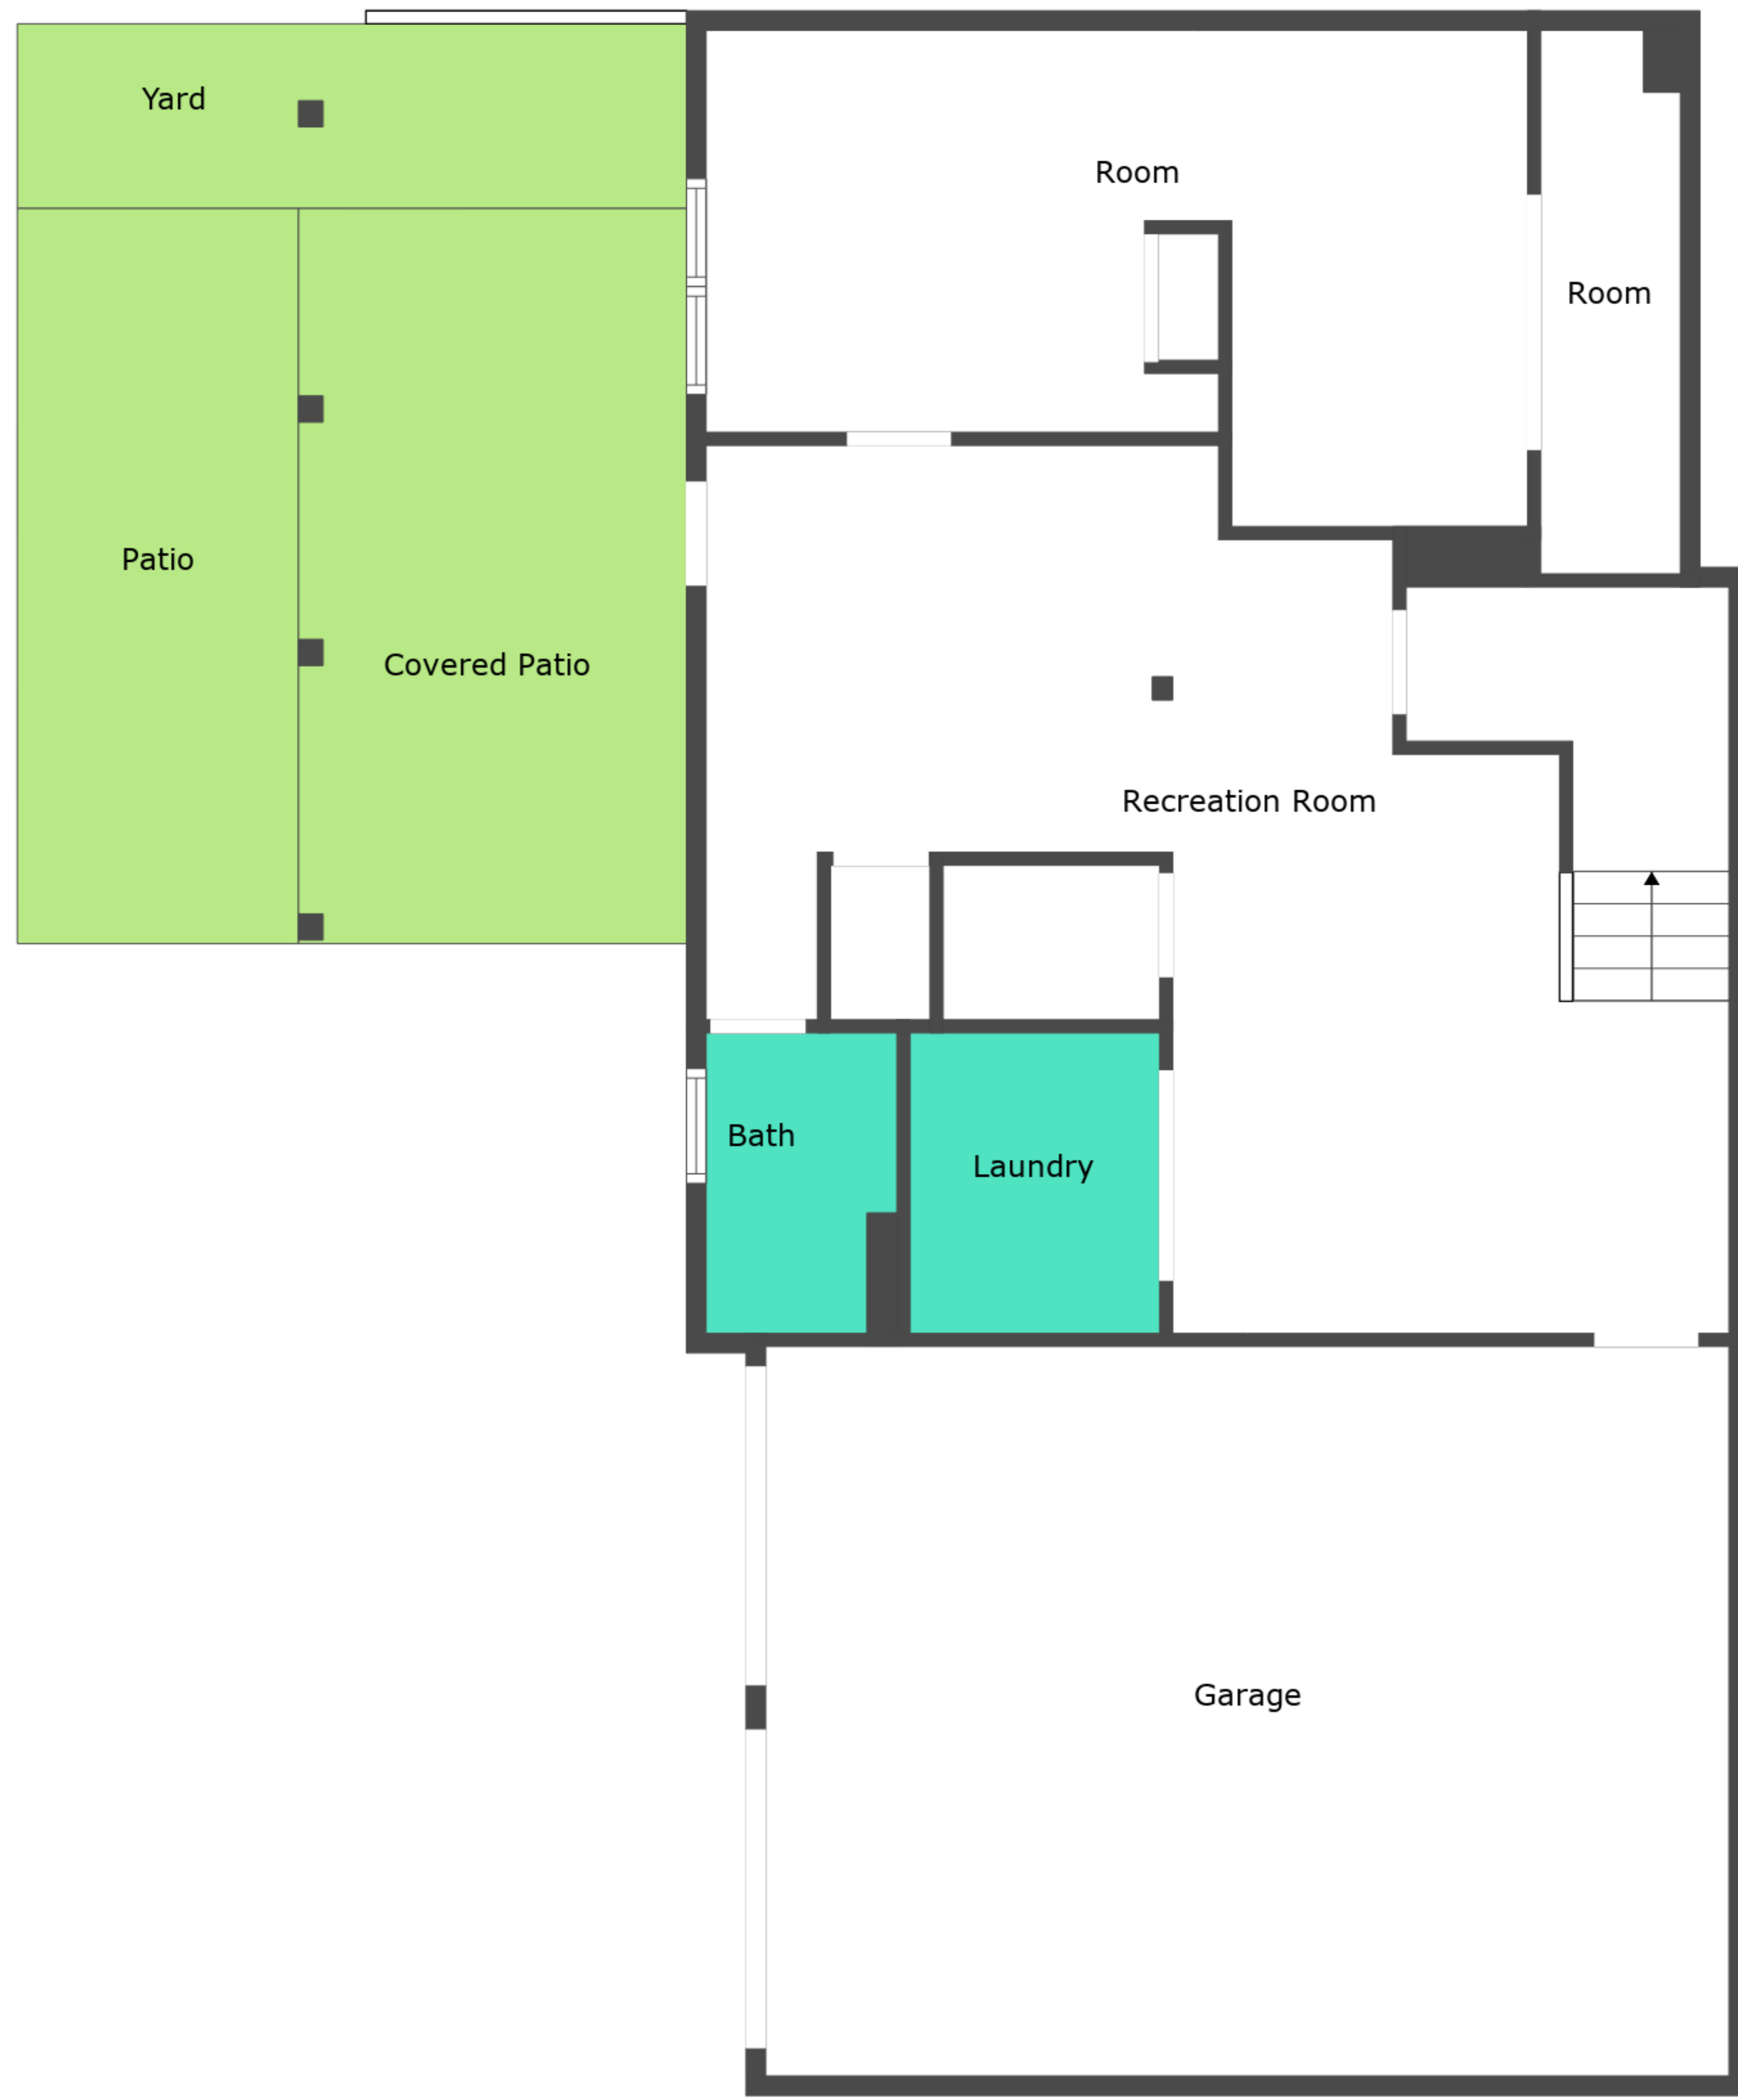 Yard
Room
Room
Patio
Covered Patio
Recreation Room
Bath
Laundry
Garage